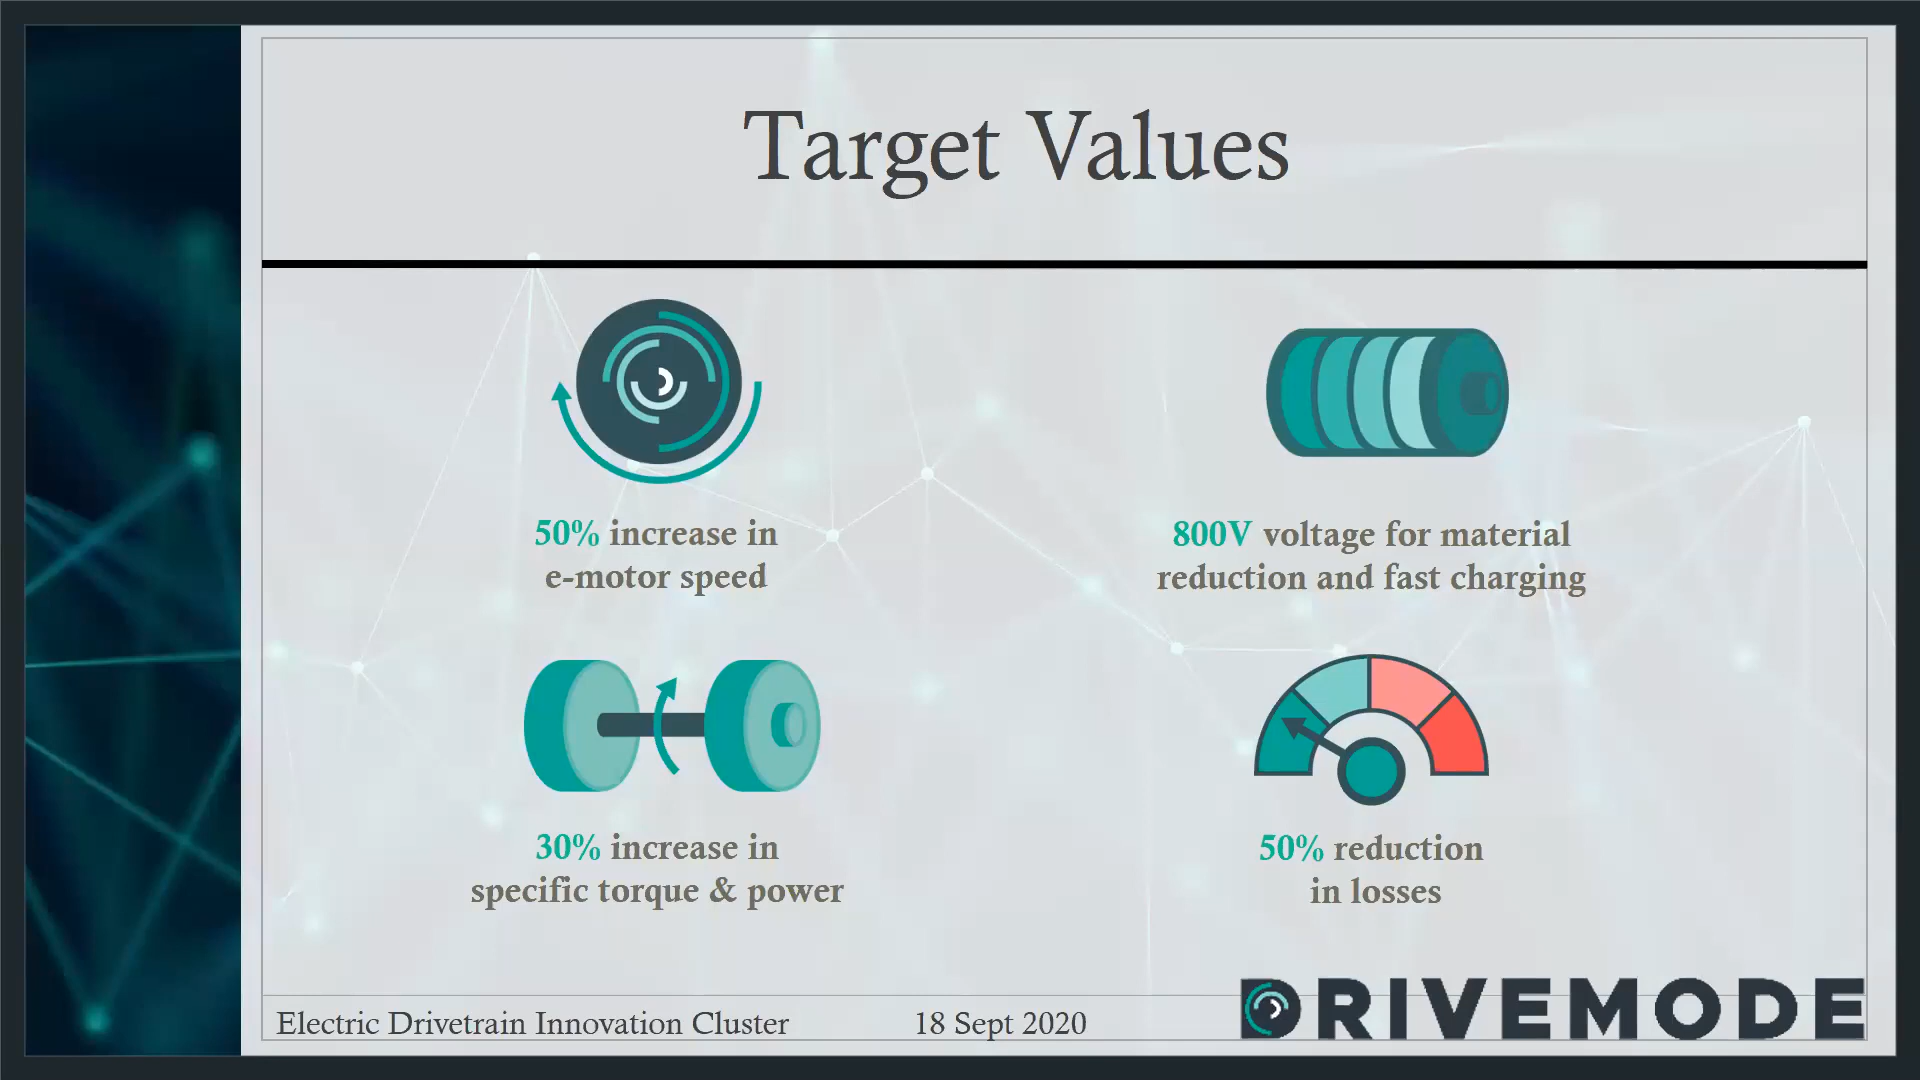 Target Values
50% increase in
e-motor speed
800V voltage for material
reduction and fast charging
30% increase in
specific torque & power
50% reduction
in losses
Electric Drivetrain Innovation Cluster
18 Sept 2020
DRIVEMODE